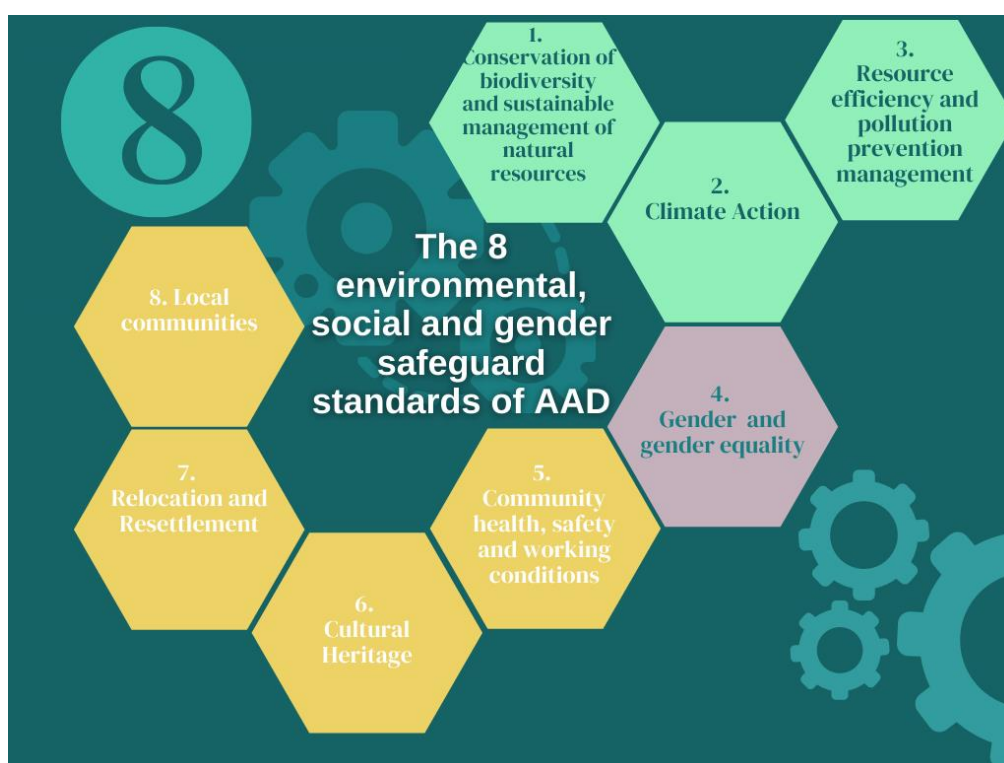 8
The 8
environmental,
social and gender
safeguard
standards of AAD
1.
Conservation of
biodiversity
and sustainable
management of
natural
resources
2.
Climate Action
3.
Resource
efficiency and
pollution
prevention
management
4.
Gender and
gender equality
5.
Community
health, safety
and working
conditions
6.
Cultural
Heritage
7.
Relocation and
Resettlement
8. Local
communities